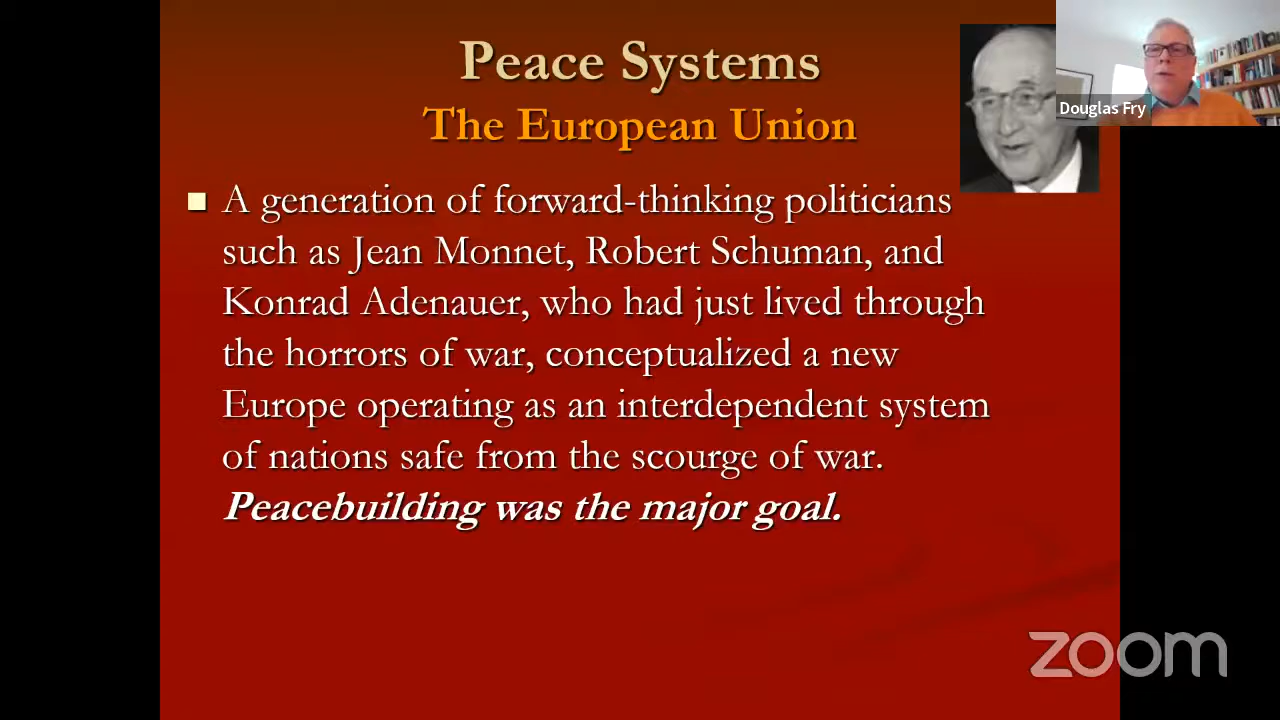 Peace Systems
The European Union
Douglas Fry
A generation of forward-thinking politicians
such as Jean Monnet, Robert Schuman, and
Konrad Adenauer, who had just lived through
the horrors of war, conceptualized a new
Europe operating as an interdependent system
of nations safe from the scourge of war.
Peacebuilding was the major goal.
zoom